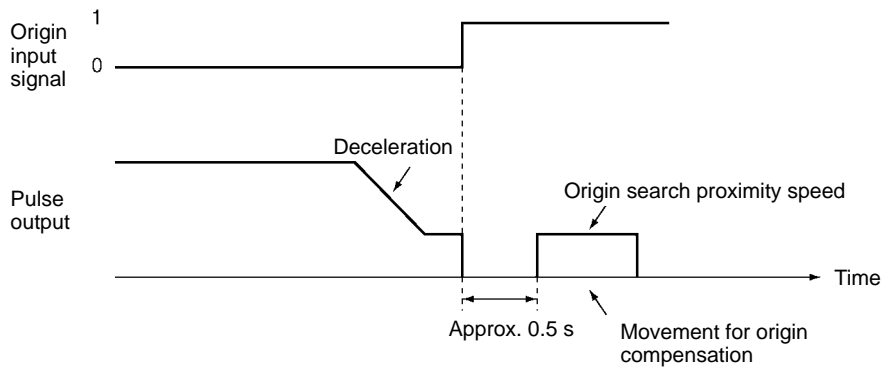 Origin
input
signal
1
0
Deceleration
Pulse
output
Origin search proximity speed
Time
Approx. 0.5 s
Movement for origin
compensation